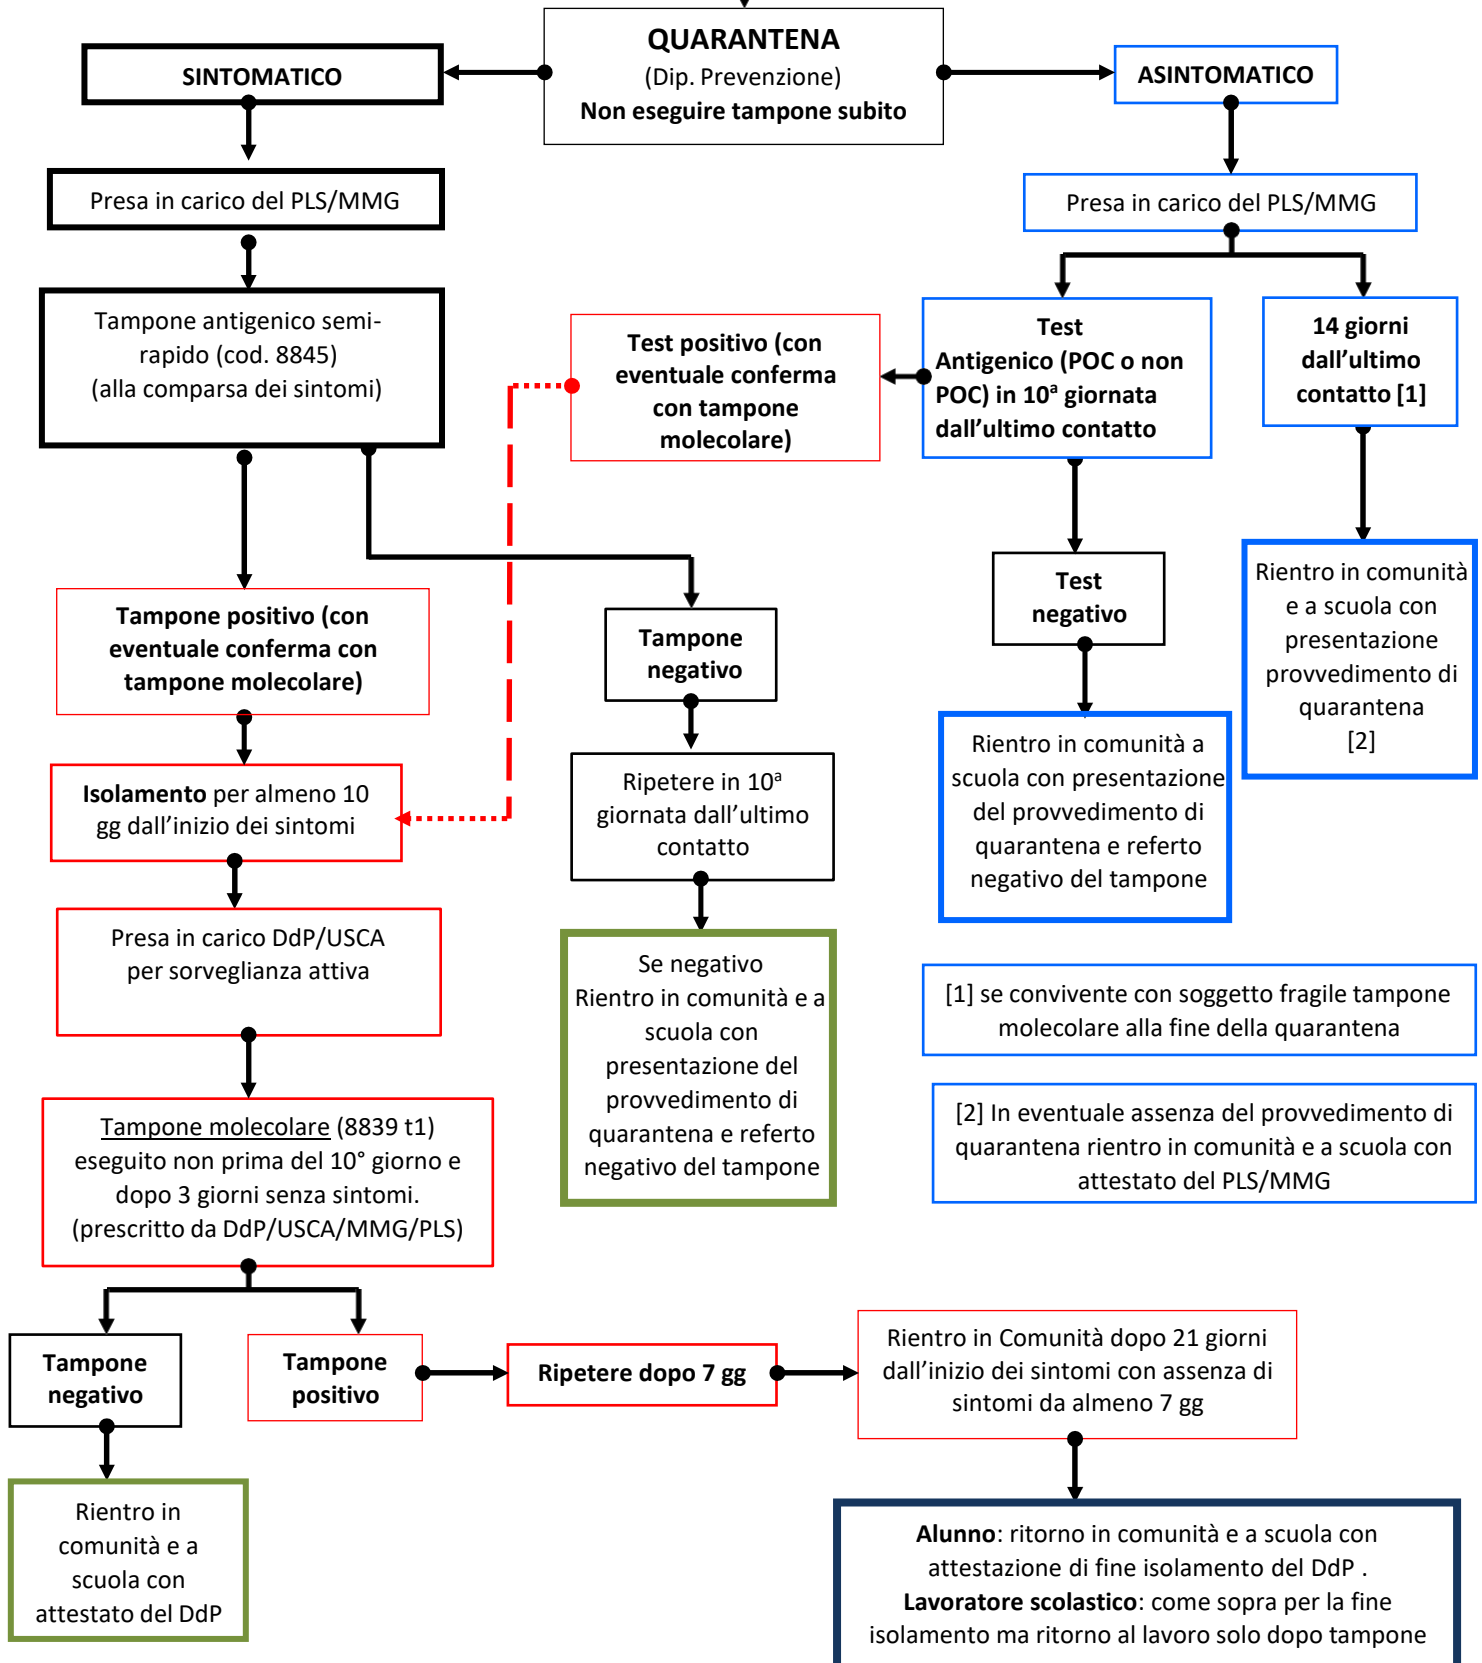 QUARANTENA
(Dip. Prevenzione)
Non eseguire tampone subito
SINTOMATICO
ASINTOMATICO
Presa in carico del PLS/MMG
Presa in carico del PLS/MMG
Tampone antigenico semi-
rapido (cod. 8845)
(alla comparsa dei sintomi)
Test positivo (con
eventuale conferma
con tampone
molecolare)
Test
Antigenico (POC o non
POC) in 10ª giornata
dall’ultimo contatto
14 giorni
dall’ultimo
contatto [1]
Tampone positivo (con
eventuale conferma con
tampone molecolare)
Tampone
negativo
Test
negativo
Rientro in comunità
e a scuola con
presentazione
provvedimento di
quarantena
[2]
Isolamento per almeno 10
gg dall’inizio dei sintomi
Ripetere in 10ª
giornata dall’ultimo
contatto
Rientro in comunità a
scuola con presentazione
del provvedimento di
quarantena e referto
negativo del tampone
Presa in carico DdP/USCA
per sorveglianza attiva
Se negativo
Rientro in comunità e a
scuola con
presentazione del
provvedimento di
quarantena e referto
negativo del tampone
[1] se convivente con soggetto fragile tampone
molecolare alla fine della quarantena
[2] In eventuale assenza del provvedimento di
quarantena rientro in comunità e a scuola con
attestato del PLS/MMG
Tampone molecolare (8839 t1)
eseguito non prima del 10° giorno e
dopo 3 giorni senza sintomi.
(prescritto da DdP/USCA/MMG/PLS)
Tampone
negativo
Tampone
positivo
Ripetere dopo 7 gg
Rientro in Comunità dopo 21 giorni
dall’inizio dei sintomi con assenza di
sintomi da almeno 7 gg
Rientro in
comunità e a
scuola con
attestato del DdP
Alunno: ritorno in comunità e a scuola con
attestazione di fine isolamento del DdP .
Lavoratore scolastico: come sopra per la fine
isolamento ma ritorno al lavoro solo dopo tampone